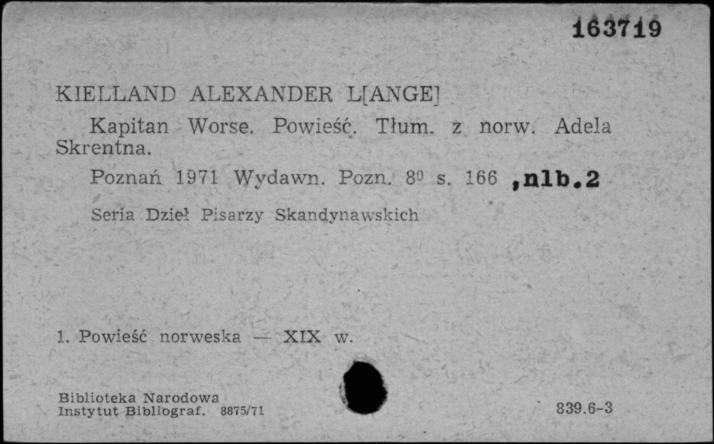 163719
KIELLAND ALEXANDER L[ANGE]
Kapitan Worse. Powieść. Tłum. z norw. Adela
Skrentna.
Poznań 1971 Wydawn. Pozn. 8⁰ s. 166 ,nlb.2
Seria Dzieł Pisarzy Skandynawskich
1. Powieść norweska — XIX w.
Biblioteka Narodowa
Instytut Bibliograf. 8875/71
839.6-3